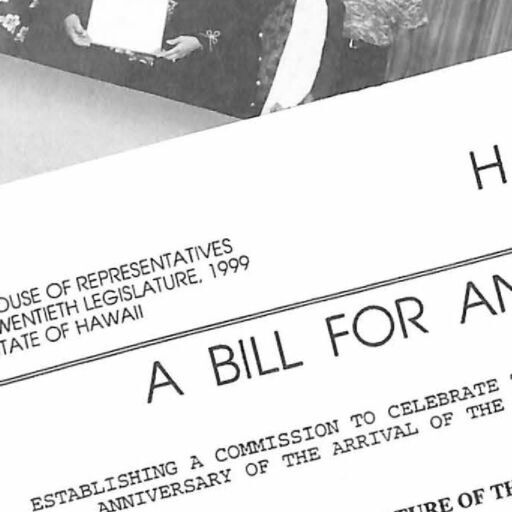 H
OUSE OF REPRESENTATIVES
WENTIETH LEGISLATURE, 1999
TATE OF HAWAII
A BILL FOR AN
ESTABLISHING A COMMISSION TO CELEBRATE
ANNIVERSARY OF THE ARRIVAL OF THE
TURE OF TH